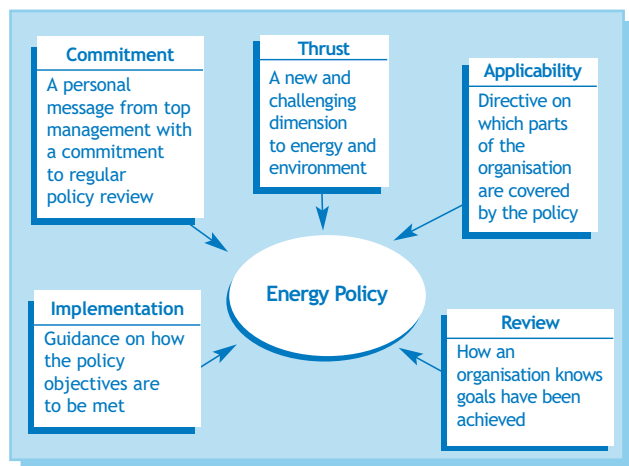 Commitment
A personal
message from top
management with
a commitment
to regular
policy review
Thrust
A new and
challenging
dimension
to energy and
environment
Applicability
Directive on
which parts
of the
organisation
are covered
by the policy
Energy Policy
Implementation
Guidance on how
the policy
objectives are
to be met
Review
How an
organisation knows
goals have been
achieved